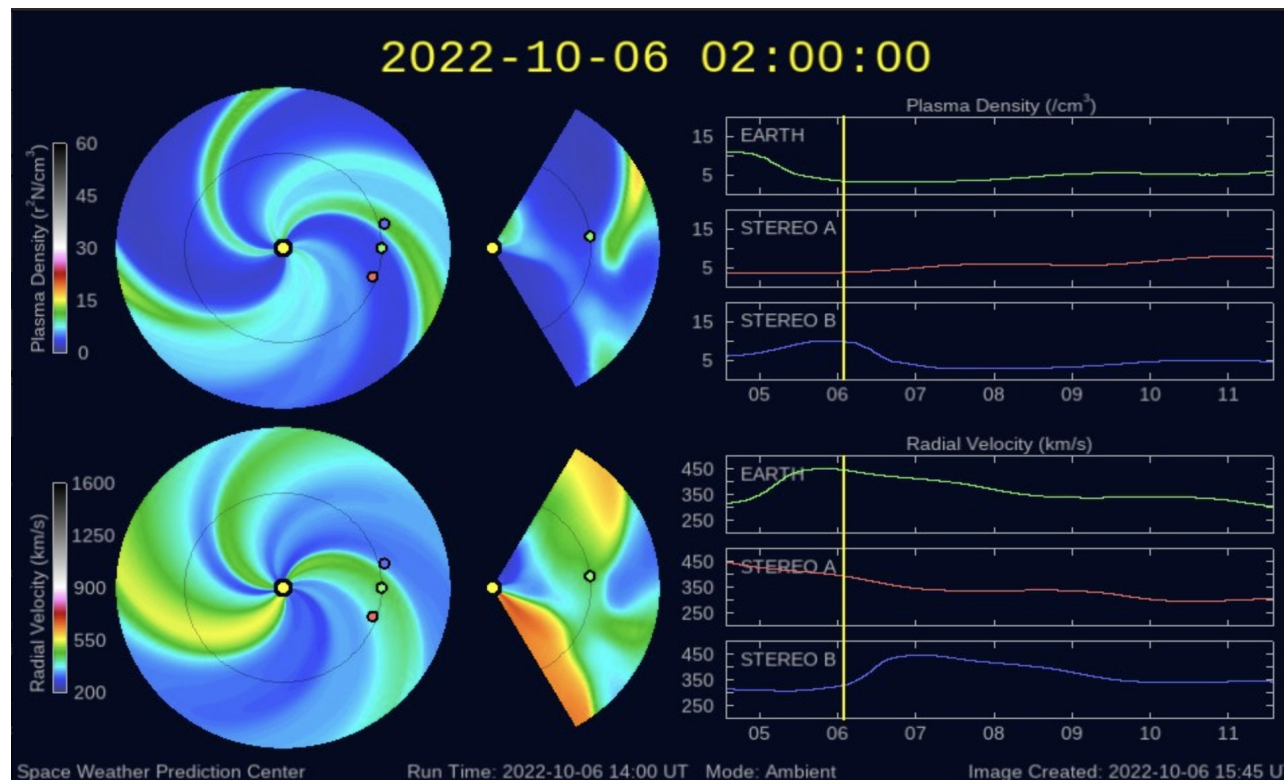 2022-10-06 02:00:00
Plasma Density (r²N/cm³)
60
45
30
15
0
Plasma Density (/cm³)
EARTH
15
5
STEREO A
15
5
STEREO B
15
5
05 06 07 08 09 10 11
Radial Velocity (km/s)
1600
1250
900
550
200
Radial Velocity (km/s)
EARTH
450
350
250
STEREO A
450
350
250
STEREO B
450
350
250
05 06 07 08 09 10 11
Space Weather Prediction Center Run Time: 2022-10-06 14:00 UT Mode: Ambient Image Created: 2022-10-06 15:45 U